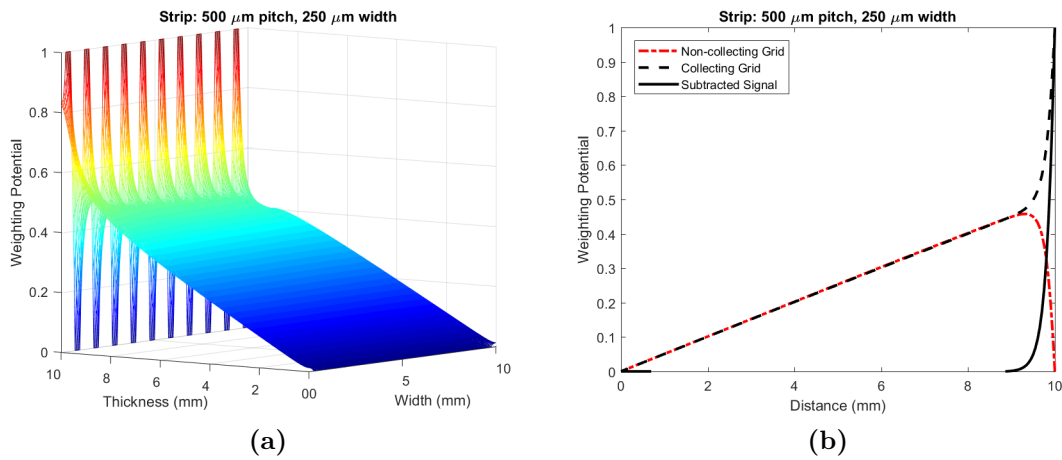 Strip: 500 μm pitch, 250 μm width
1
0.8
0.6
0.4
0.2
0
Weighting Potential
10
8
6
4
2
00
5
10
Thickness (mm)
Width (mm)
(a)
Strip: 500 μm pitch, 250 μm width
Non-collecting Grid
Collecting Grid
Subtracted Signal
1
0.9
0.8
0.7
0.6
0.5
0.4
0.3
0.2
0.1
0
Weighting Potential
0 2 4 6 8 10
Distance (mm)
(b)